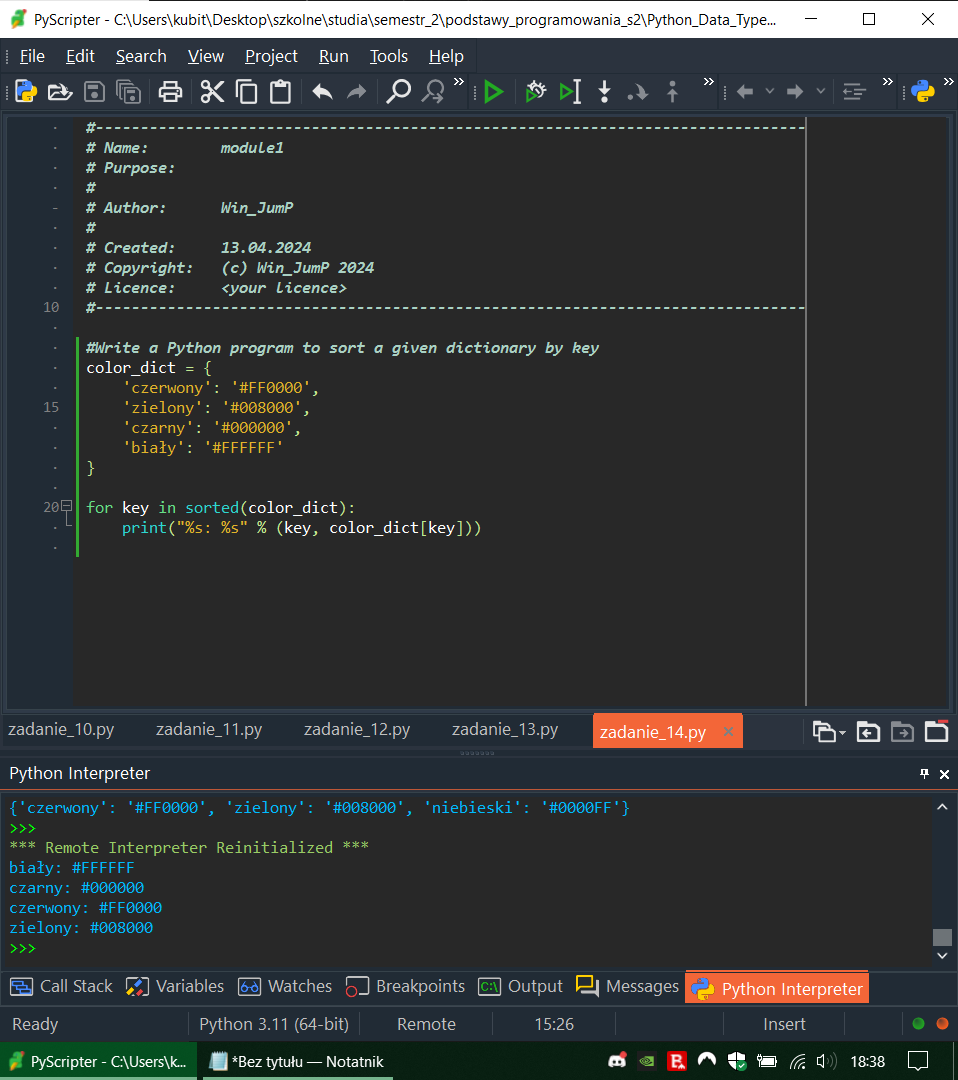 PyScripter - C:\Users\kubit\Desktop\szkolne\studia\semestr_2\podstawy_programowania_s2\Python_Data_Type...
File Edit Search View Project Run Tools Help
#------------------------------------------------------------------------------
# Name:        module1
# Purpose:
#
# Author:      Win_JumP
#
# Created:     13.04.2024
# Copyright:   (c) Win_JumP 2024
# Licence:     <your licence>
10 #------------------------------------------------------------------------------
#Write a Python program to sort a given dictionary by key
color_dict = {
    'czerwony': '#FF0000',
15     'zielony': '#008000',
    'czarny': '#000000',
    'biały': '#FFFFFF'
}
20 for key in sorted(color_dict):
    print("%s: %s" % (key, color_dict[key]))
zadanie_10.py zadanie_11.py zadanie_12.py zadanie_13.py zadanie_14.py
Python Interpreter
{'czerwony': '#FF0000', 'zielony': '#008000', 'niebieski': '#0000FF'}
>>>
*** Remote Interpreter Reinitialized ***
biały: #FFFFFF
czarny: #000000
czerwony: #FF0000
zielony: #008000
>>>
Call Stack Variables Watches Breakpoints C:\ Output Messages Python Interpreter
Ready Python 3.11 (64-bit) Remote 15:26 Insert
PyScripter - C:\Users\k... *Bez tytułu — Notatnik 18:38